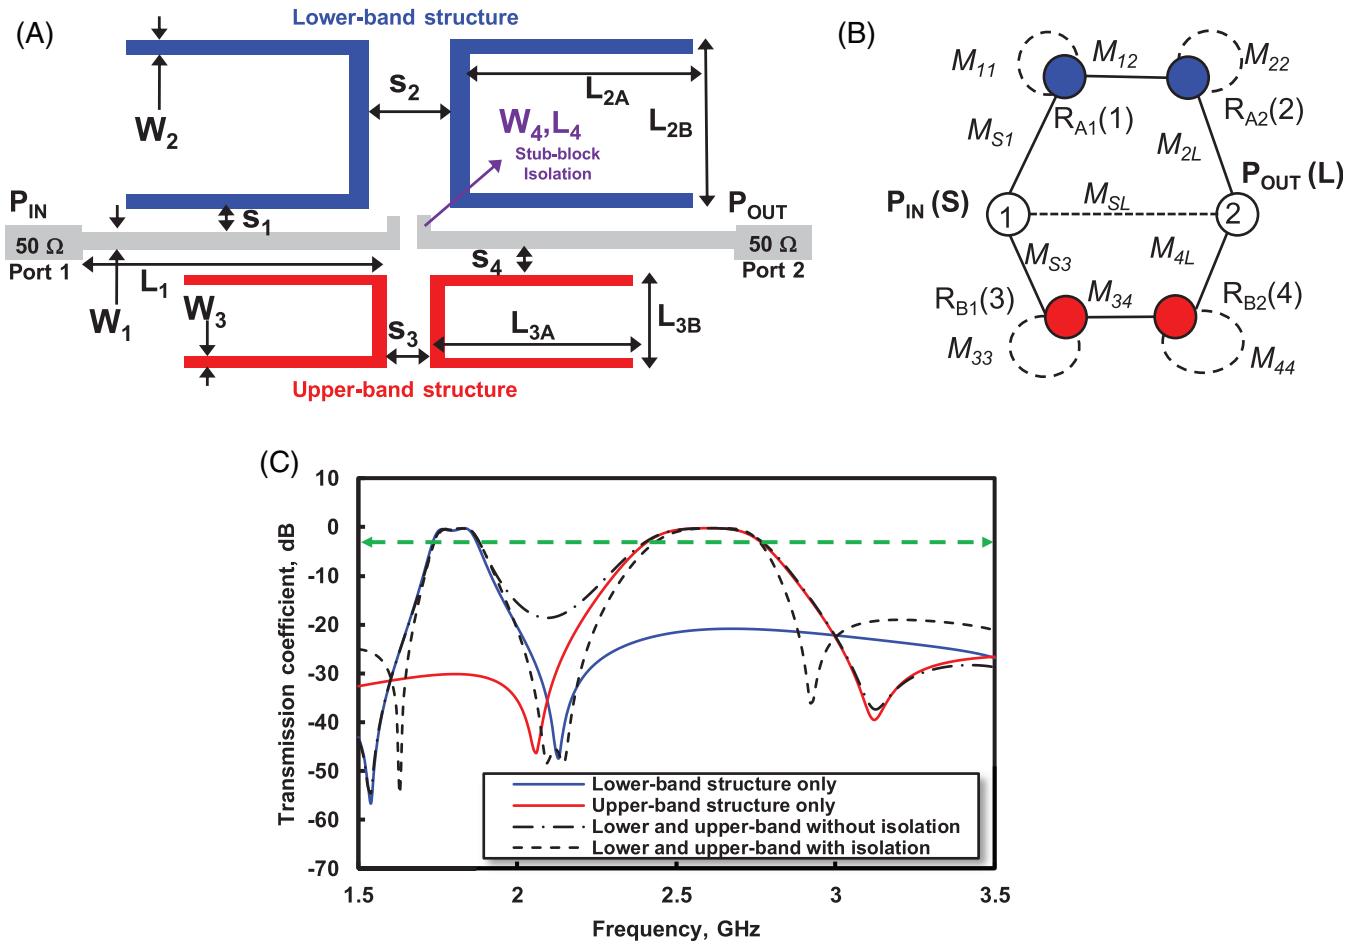 (A)
Lower-band structure
W2
S2
L2A
L2B
W4,L4
Stub-block
Isolation
PIN
S1
POUT
50 Ω
Port 1
50 Ω
Port 2
L1
S4
W1
W3
S3
L3A
L3B
Upper-band structure
(B)
M11
M12
M22
RA1(1)
RA2(2)
MS1
M2L
PIN (S)
1
MSL
2
POUT (L)
MS3
M4L
RB1(3)
M34
RB2(4)
M33
M44
(C)
Transmission coefficient, dB
10
0
-10
-20
-30
-40
-50
-60
-70
Lower-band structure only
Upper-band structure only
Lower and upper-band without isolation
Lower and upper-band with isolation
1.5
2
2.5
3
3.5
Frequency, GHz